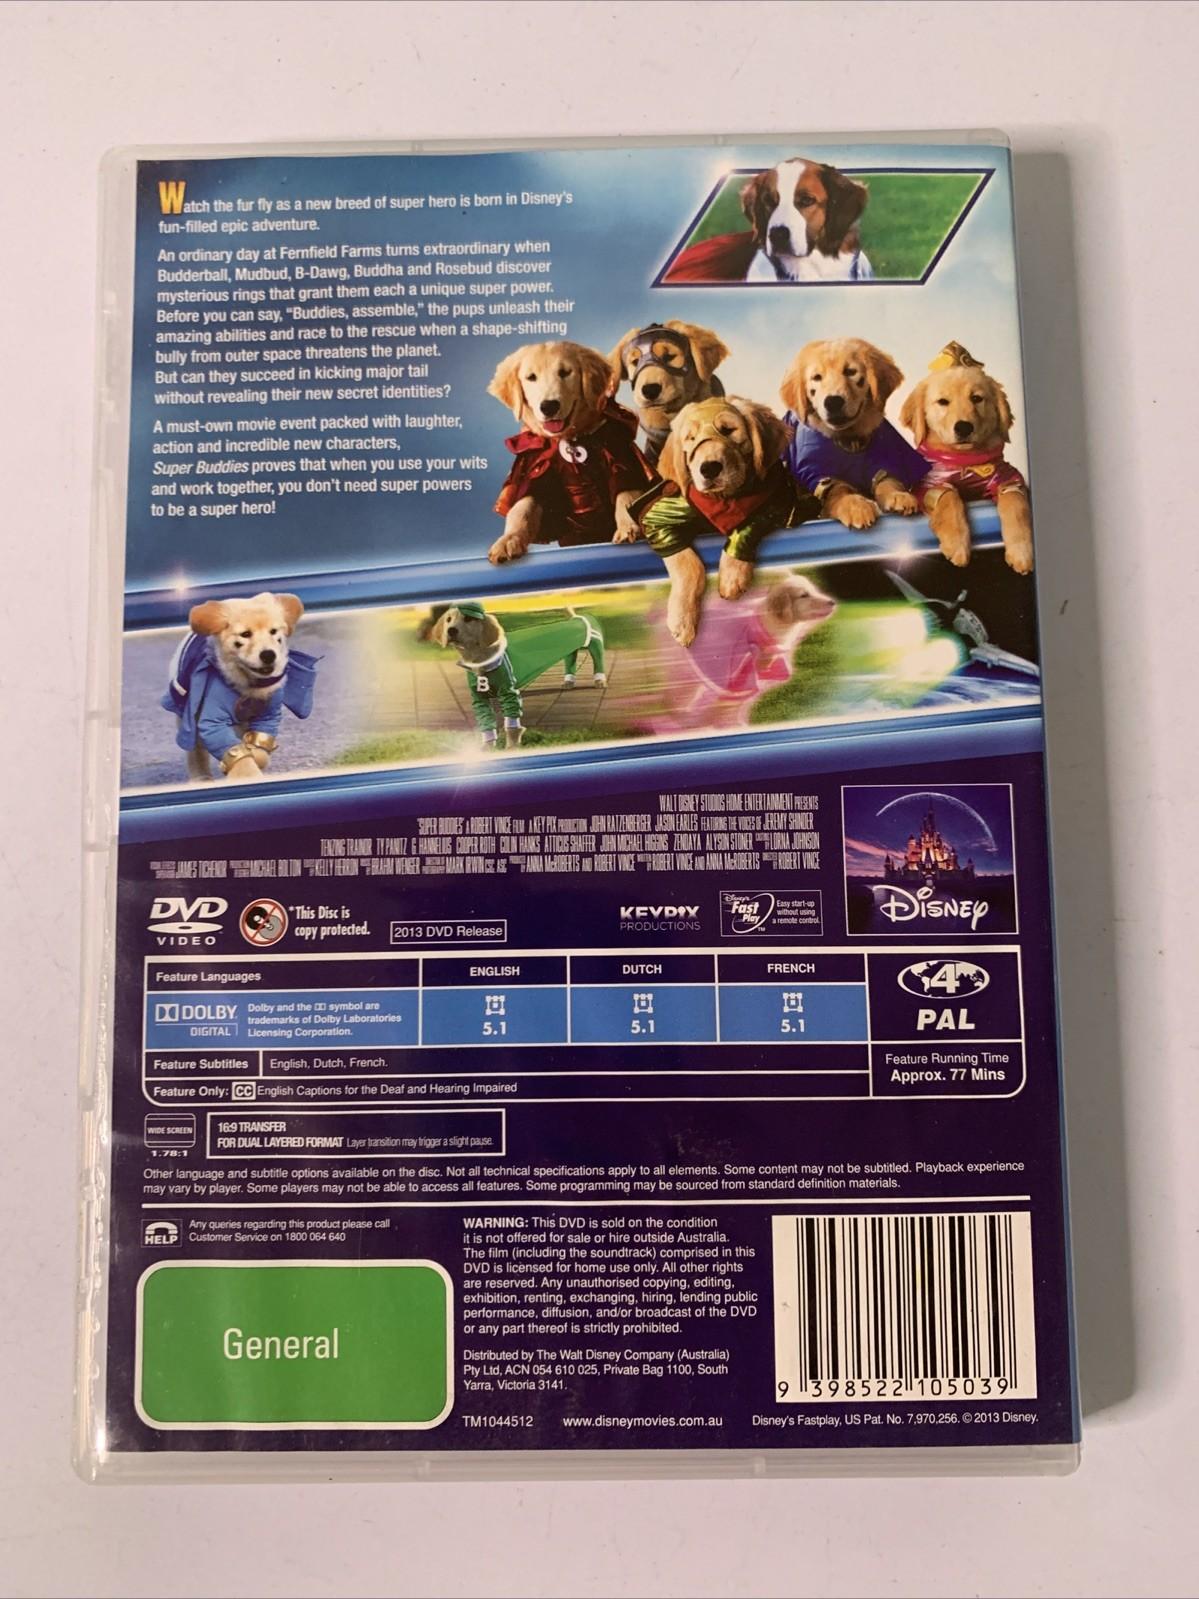 Watch the fur fly as a new breed of super hero is born in Disney's
fun-filled epic adventure.
An ordinary day at Fernfield Farms turns extraordinary when
Budderball, Mudbud, B-Dawg, Buddha and Rosebud discover
mysterious rings that grant them each a unique super power.
Before you can say, "Buddies, assemble," the pups unleash their
amazing abilities and race to the rescue when a shape-shifting
bully from outer space threatens the planet.
But can they succeed in kicking major tail
without revealing their new secret identities?
A must-own movie event packed with laughter,
action and incredible new characters,
Super Buddies proves that when you use your wits
and work together, you don't need super powers
to be a super hero!
B
WALT DISNEY STUDIOS HOME ENTERTAINMENT PRESENTS
"SUPER BUDDIES" A ROBERT VINCE FILM A KEY PIX PRODUCTION JOHN RATZENBERGER JASON EARLES FEATURING THE VOICES OF JEREMY SHINDER
TENZING TRAINOR TY PANITZ G. HANNELIUS COOPER ROTH COLIN HANKS ATTICUS SHAFFER JOHN MICHAEL HIGGINS ZENDAYA ALYSON STONER CASTING BY LORNA JOHNSON
VISUAL EFFECTS SUPERVISOR JAMES TICHENOR PRODUCTION DESIGNER MICHAEL BOLTON BY KELLY HERRON BY BRAHM WENGER DIRECTOR OF PHOTOGRAPHY MARK IRWIN CSC, ASC PRODUCED BY ANNA McROBERTS AND ROBERT VINCE WRITTEN BY ROBERT VINCE AND ANNA McROBERTS DIRECTED BY ROBERT VINCE
DISNEY
DVD
VIDEO
*This Disc is
copy protected.
2013 DVD Release
KEYPIX
PRODUCTIONS
Disney's
Fast
Play
TM
Easy start-up
without using
a remote control.
Feature Languages
ENGLISH
DUTCH
FRENCH
DOLBY
DIGITAL
Dolby and the symbol are
trademarks of Dolby Laboratories
Licensing Corporation.
5.1
5.1
5.1
4
PAL
Feature Subtitles
English, Dutch, French.
Feature Only: CC English Captions for the Deaf and Hearing Impaired
Feature Running Time
Approx. 77 Mins
WIDE SCREEN
1.78:1
16:9 TRANSFER
FOR DUAL LAYERED FORMAT Layer transition may trigger a slight pause.
Other language and subtitle options available on the disc. Not all technical specifications apply to all elements. Some content may not be subtitled. Playback experience
may vary by player. Some players may not be able to access all features. Some programming may be sourced from standard definition materials.
HELP
Any queries regarding this product please call
Customer Service on 1800 064 640
General
WARNING: This DVD is sold on the condition
it is not offered for sale or hire outside Australia.
The film (including the soundtrack) comprised in this
DVD is licensed for home use only. All other rights
are reserved. Any unauthorised copying, editing,
exhibition, renting, exchanging, hiring, lending public
performance, diffusion, and/or broadcast of the DVD
or any part thereof is strictly prohibited.
Distributed by The Walt Disney Company (Australia)
Pty Ltd, ACN 054 610 025, Private Bag 1100, South
Yarra, Victoria 3141.
9 398522 105039
TM1044512
www.disneymovies.com.au
Disney's Fastplay, US Pat. No. 7,970,256. © 2013 Disney.